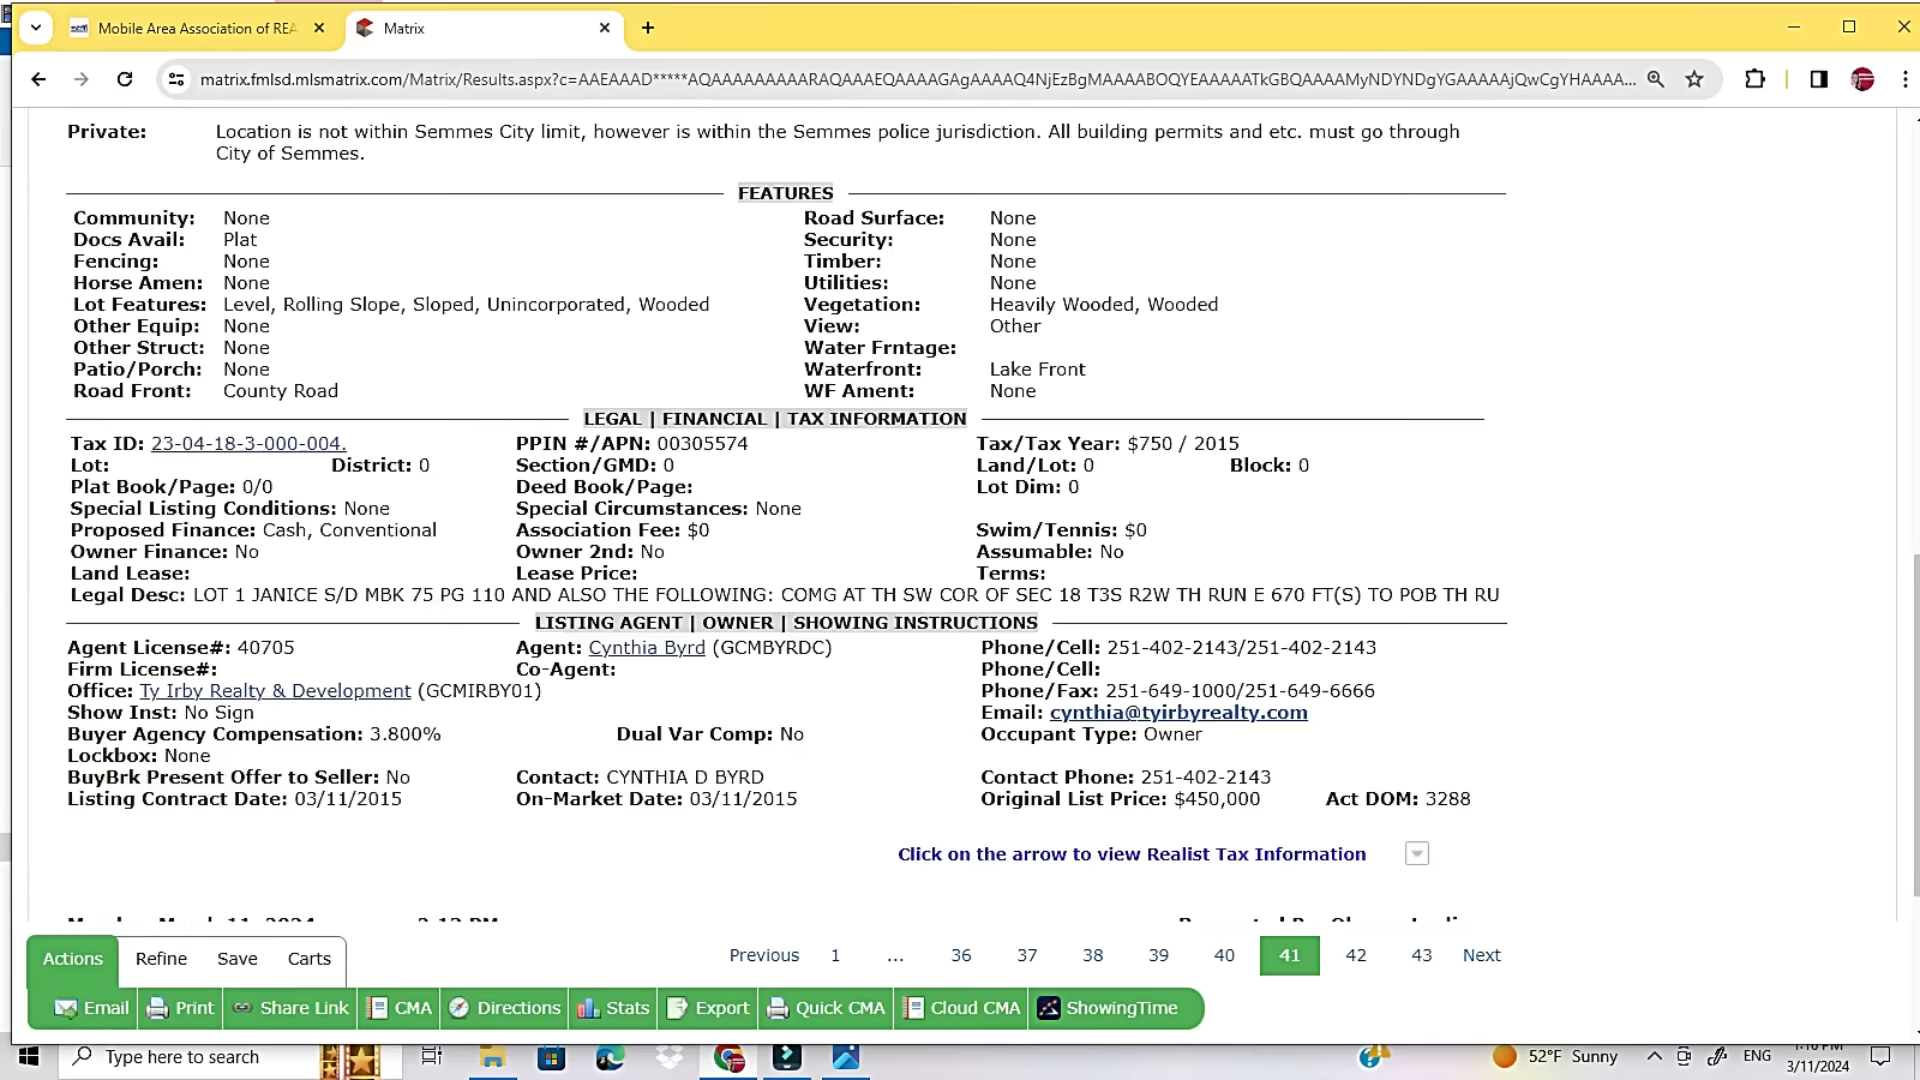 Mobile Area Association of REA
Matrix
matrix.fmlsd.mlsmatrix.com/Matrix/Results.aspx?c=AAEAAAD*****AQAAAAAAAAARAQAAAEQAAAAGAgAAAAQ4NjEzBgMAAAABOQYEAAAAATkGBQAAAAMyNDYNDgYGAAAAAjQwCgYHAAAA...
Private: Location is not within Semmes City limit, however is within the Semmes police jurisdiction. All building permits and etc. must go through
City of Semmes.
FEATURES
Community: None Road Surface: None
Docs Avail: Plat Security: None
Fencing: None Timber: None
Horse Amen: None Utilities: None
Lot Features: Level, Rolling Slope, Sloped, Unincorporated, Wooded Vegetation: Heavily Wooded, Wooded
Other Equip: None View: Other
Other Struct: None Water Frntage:
Patio/Porch: None Waterfront: Lake Front
Road Front: County Road WF Ament: None
LEGAL | FINANCIAL | TAX INFORMATION
Tax ID: 23-04-18-3-000-004. PPIN #/APN: 00305574 Tax/Tax Year: $750 / 2015
Lot: District: 0 Section/GMD: 0 Land/Lot: 0 Block: 0
Plat Book/Page: 0/0 Deed Book/Page: Lot Dim: 0
Special Listing Conditions: None Special Circumstances: None
Proposed Finance: Cash, Conventional Association Fee: $0 Swim/Tennis: $0
Owner Finance: No Owner 2nd: No Assumable: No
Land Lease: Lease Price: Terms:
Legal Desc: LOT 1 JANICE S/D MBK 75 PG 110 AND ALSO THE FOLLOWING: COMG AT TH SW COR OF SEC 18 T3S R2W TH RUN E 670 FT(S) TO POB TH RU
LISTING AGENT | OWNER | SHOWING INSTRUCTIONS
Agent License#: 40705 Agent: Cynthia Byrd (GCMBYRDC) Phone/Cell: 251-402-2143/251-402-2143
Firm License#: Co-Agent: Phone/Cell:
Office: Ty Irby Realty & Development (GCMIRBY01) Phone/Fax: 251-649-1000/251-649-6666
Show Inst: No Sign Email: cynthia@tyirbyrealty.com
Buyer Agency Compensation: 3.800% Dual Var Comp: No Occupant Type: Owner
Lockbox: None
BuyBrk Present Offer to Seller: No Contact: CYNTHIA D BYRD Contact Phone: 251-402-2143
Listing Contract Date: 03/11/2015 On-Market Date: 03/11/2015 Original List Price: $450,000 Act DOM: 3288
Click on the arrow to view Realist Tax Information
Actions Refine Save Carts
Previous 1 ... 36 37 38 39 40 41 42 43 Next
Email Print Share Link CMA Directions Stats Export Quick CMA Cloud CMA ShowingTime
Type here to search
52°F Sunny
ENG
3/11/2024